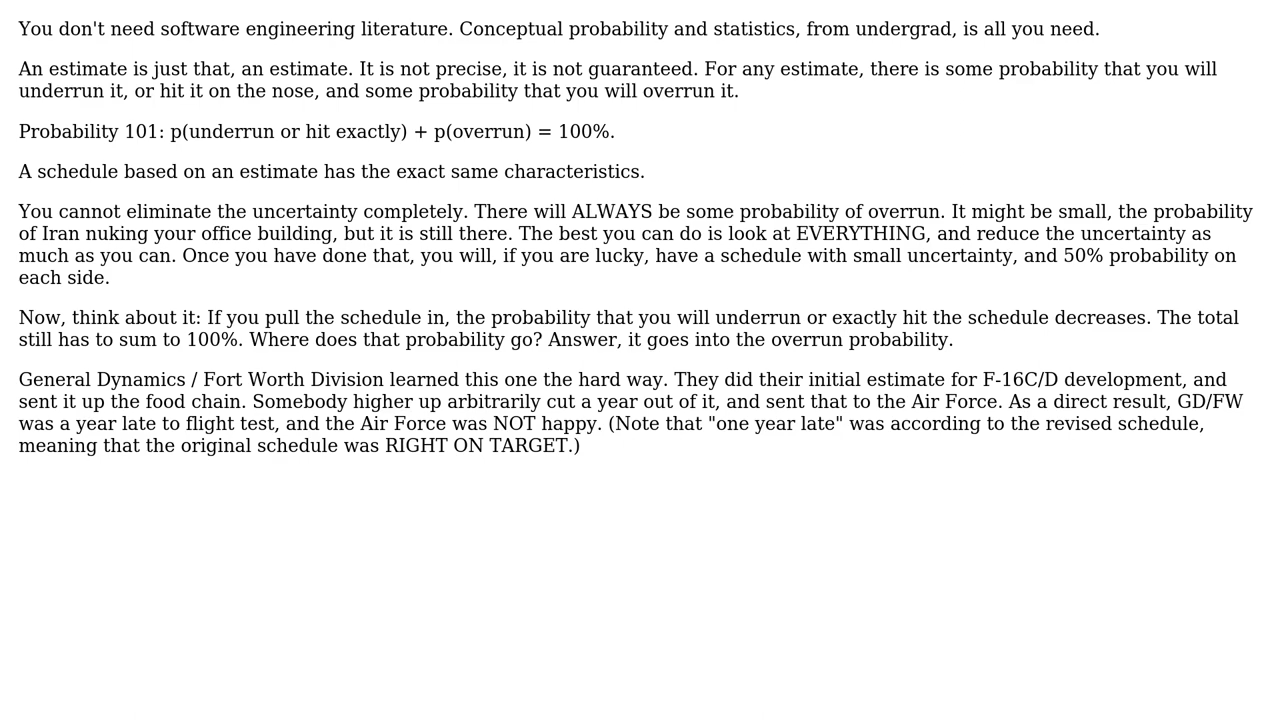 You don't need software engineering literature. Conceptual probability and statistics, from undergrad, is all you need.
An estimate is just that, an estimate. It is not precise, it is not guaranteed. For any estimate, there is some probability that you will
underrun it, or hit it on the nose, and some probability that you will overrun it.
Probability 101: p(underrun or hit exactly) + p(overrun) = 100%.
A schedule based on an estimate has the exact same characteristics.
You cannot eliminate the uncertainty completely. There will ALWAYS be some probability of overrun. It might be small, the probability
of Iran nuking your office building, but it is still there. The best you can do is look at EVERYTHING, and reduce the uncertainty as
much as you can. Once you have done that, you will, if you are lucky, have a schedule with small uncertainty, and 50% probability on
each side.
Now, think about it: If you pull the schedule in, the probability that you will underrun or exactly hit the schedule decreases. The total
still has to sum to 100%. Where does that probability go? Answer, it goes into the overrun probability.
General Dynamics / Fort Worth Division learned this one the hard way. They did their initial estimate for F-16C/D development, and
sent it up the food chain. Somebody higher up arbitrarily cut a year out of it, and sent that to the Air Force. As a direct result, GD/FW
was a year late to flight test, and the Air Force was NOT happy. (Note that "one year late" was according to the revised schedule,
meaning that the original schedule was RIGHT ON TARGET.)